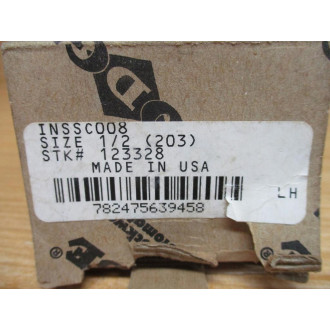 INSSC008
SIZE 1/2 (203)
STK# 123328
MADE IN USA
782475639458
LH